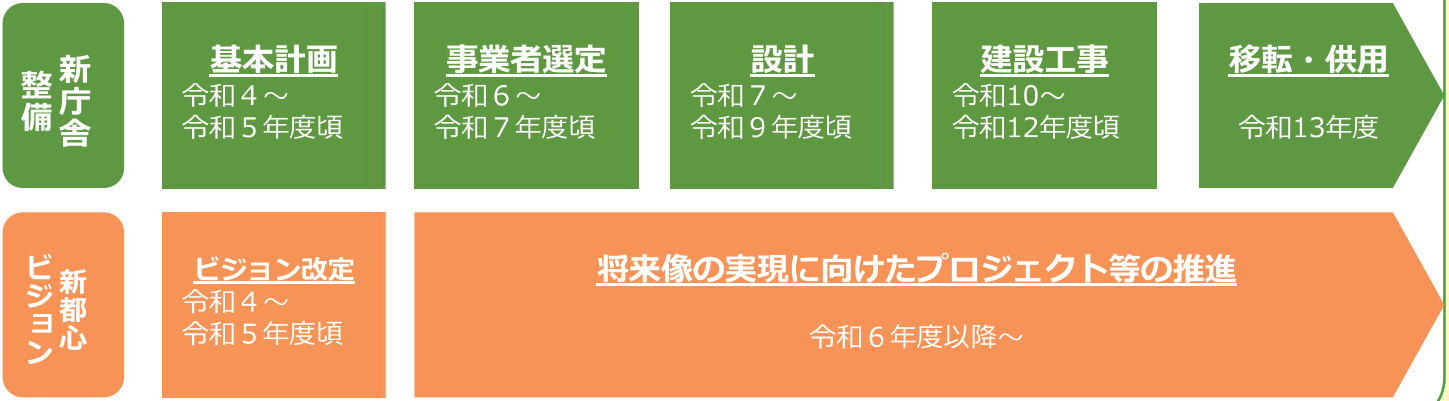 新庁舎
整備
基本計画
令和４～
令和５年度頃
事業者選定
令和６～
令和７年度頃
設計
令和７～
令和９年度頃
建設工事
令和10～
令和12年度頃
移転・供用
令和13年度
新都心
ビジョン
ビジョン改定
令和４～
令和５年度頃
将来像の実現に向けたプロジェクト等の推進
令和６年度以降～